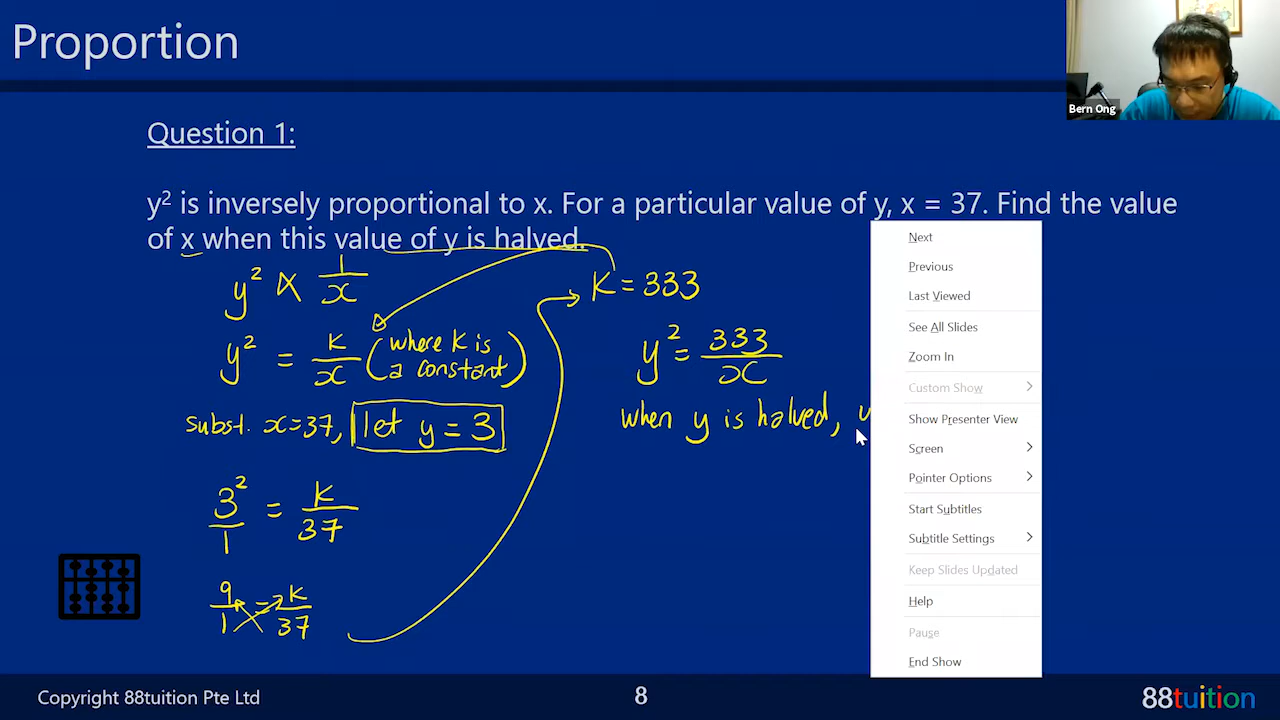 Proportion
Bern Ong
Question 1:
y² is inversely proportional to x. For a particular value of y, x = 37. Find the value
of x when this value of y is halved.
y² ∝ 1/x
y² = k/x (where k is a constant)
subst. x=37, let y = 3
3²/1 = k/37
9/1 = k/37
K = 333
y² = 333/x
when y is halved, y
Next
Previous
Last Viewed
See All Slides
Zoom In
Custom Show
Show Presenter View
Screen
Pointer Options
Start Subtitles
Subtitle Settings
Keep Slides Updated
Help
Pause
End Show
Copyright 88tuition Pte Ltd
8
88tuition